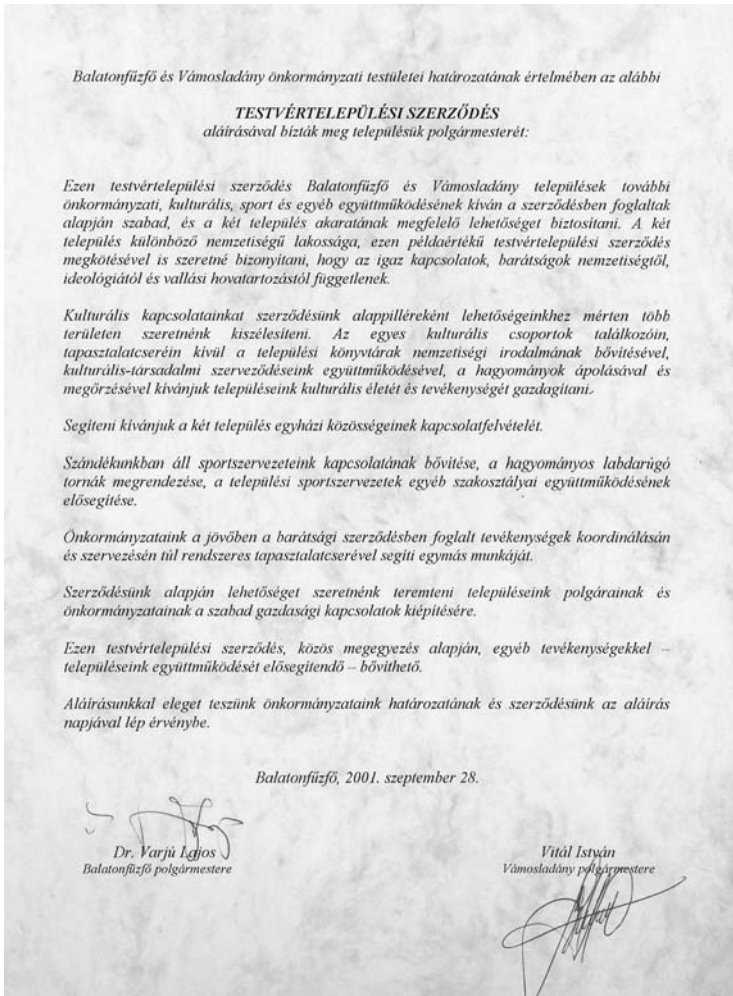 Balatonfűzfő és Vámosladány önkormányzati testületei határozatának értelmében az alábbi
TESTVÉRTELEPÜLÉSI SZERZŐDÉS
aláírásával bízták meg településük polgármesterét:
Ezen testvértelepülési szerződés Balatonfűzfő és Vámosladány települések további
önkormányzati, kulturális, sport és egyéb együttműködésének kíván a szerződésben foglaltak
alapján szabad, és a két település akaratának megfelelő lehetőséget biztosítani. A két
település különböző nemzetiségű lakossága, ezen példaértékű testvértelepülési szerződés
megkötésével is szeretné bizonyítani, hogy az igaz kapcsolatok, barátságok nemzetiségtől,
ideológiától és vallási hovatartozástól függetlenek.
Kulturális kapcsolatainkat szerződésünk alappilléreként lehetőségeinkhez mérten több
területen szeretnénk kiszélesíteni. Az egyes kulturális csoportok találkozóin,
tapasztalatcseréin kívül a települési könyvtárak nemzetiségi irodalmának bővítésével,
kulturális-társadalmi szerveződéseink együttműködésével, a hagyományok ápolásával és
megőrzésével kívánjuk településeink kulturális életét és tevékenységét gazdagítani.
Segíteni kívánjuk a két település egyházi közösségeinek kapcsolatfelvételét.
Szándékunkban áll sportszervezeteink kapcsolatának bővítése, a hagyományos labdarúgó
tornák megrendezése, a települési sportszervezetek egyéb szakosztályai együttműködésének
elősegítése.
Önkormányzataink a jövőben a barátsági szerződésben foglalt tevékenységek koordinálásán
és szervezésén túl rendszeres tapasztalatcserével segíti egymás munkáját.
Szerződésünk alapján lehetőséget szeretnénk teremteni településeink polgárainak és
önkormányzatainak a szabad gazdasági kapcsolatok kiépítésére.
Ezen testvértelepülési szerződés, közös megegyezés alapján, egyéb tevékenységekkel –
településeink együttműködését elősegítendő – bővíthető.
Aláírásunkkal eleget teszünk önkormányzataink határozatának és szerződésünk az aláírás
napjával lép érvénybe.
Balatonfűzfő, 2001. szeptember 28.
Dr. Varjú Lajos
Balatonfűzfő polgármestere
Vitál István
Vámosladány polgármestere